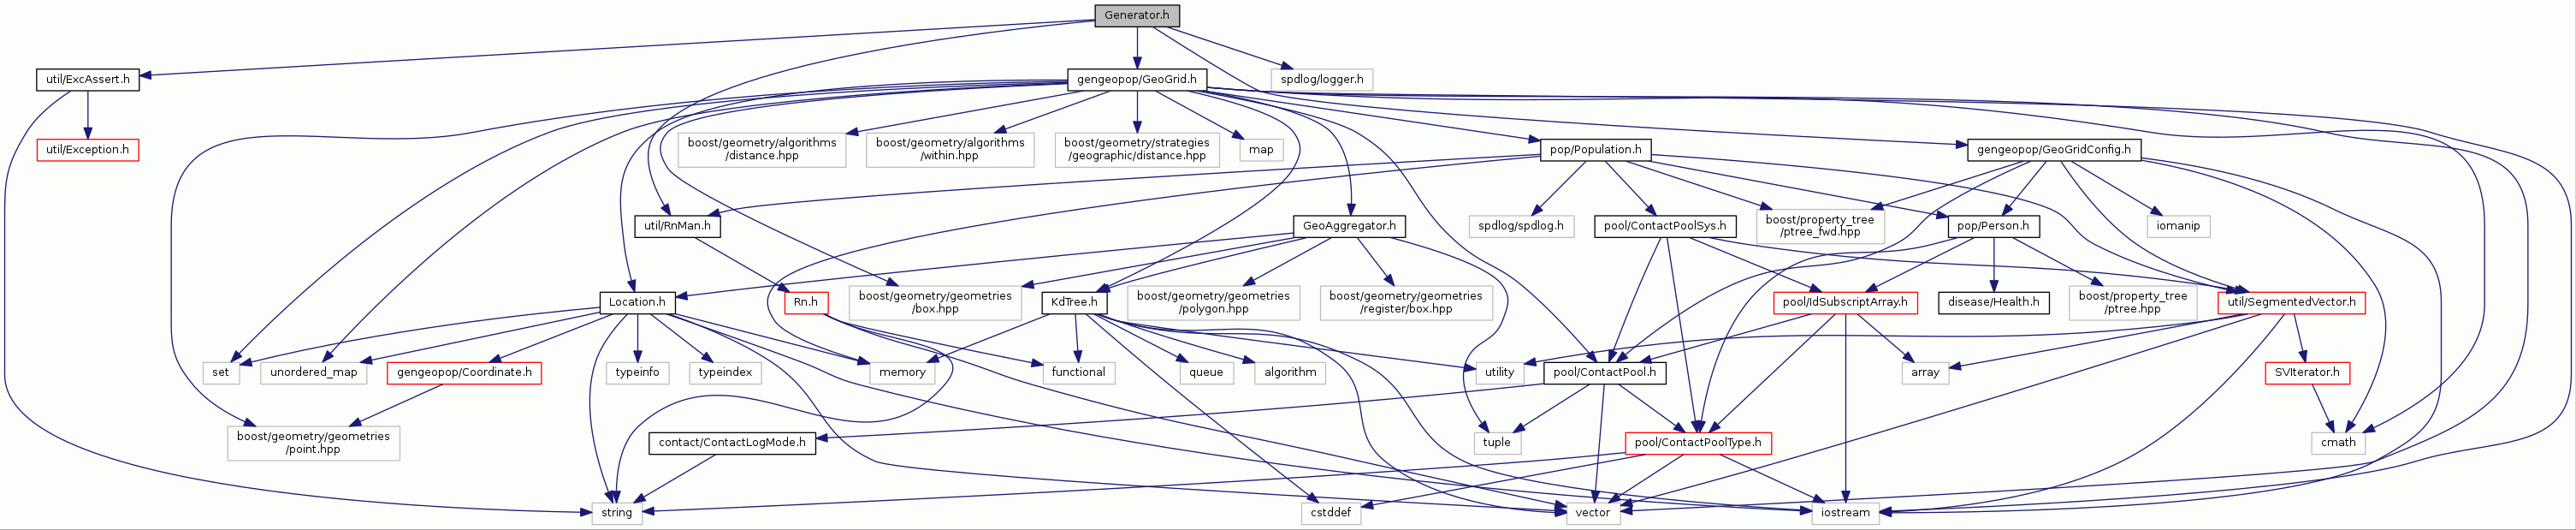 Generator.h
util/ExcAssert.h
gengeopop/GeoGrid.h
spdlog/logger.h
util/Exception.h
boost/geometry/algorithms
/distance.hpp
boost/geometry/algorithms
/within.hpp
boost/geometry/strategies
/geographic/distance.hpp
map
pop/Population.h
gengeopop/GeoGridConfig.h
util/RnMan.h
GeoAggregator.h
spdlog/spdlog.h
pool/ContactPoolSys.h
boost/property_tree
/ptree_fwd.hpp
pop/Person.h
iomanip
Location.h
Rn.h
boost/geometry/geometries
/box.hpp
KdTree.h
boost/geometry/geometries
/polygon.hpp
boost/geometry/geometries
/register/box.hpp
pool/IdSubscriptArray.h
disease/Health.h
boost/property_tree
/ptree.hpp
util/SegmentedVector.h
set
unordered_map
gengeopop/Coordinate.h
typeinfo
typeindex
memory
functional
queue
algorithm
utility
pool/ContactPool.h
array
SVIterator.h
boost/geometry/geometries
/point.hpp
contact/ContactLogMode.h
tuple
pool/ContactPoolType.h
cmath
string
cstddef
vector
iostream